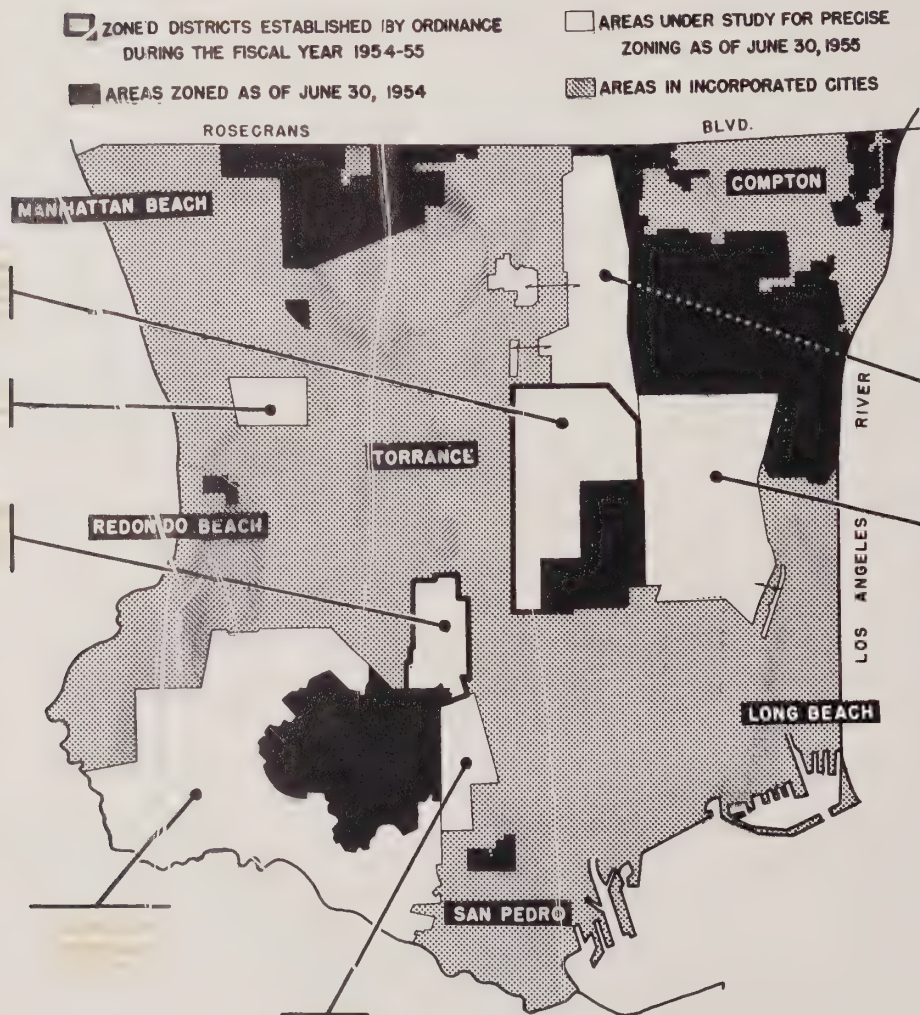 ZONED DISTRICTS ESTABLISHED BY ORDINANCE
DURING THE FISCAL YEAR 1954-55
AREAS UNDER STUDY FOR PRECISE
ZONING AS OF JUNE 30, 1955
AREAS ZONED AS OF JUNE 30, 1954
AREAS IN INCORPORATED CITIES
ROSECRANS
BLVD.
COMPTON
MANHATTAN BEACH
TORRANCE
REDONDO BEACH
LOS ANGELES RIVER
LONG BEACH
SAN PEDRO